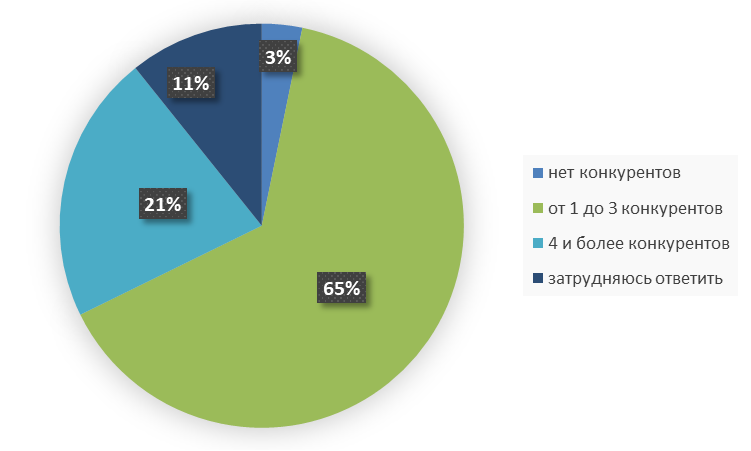 3%
11%
21%
65%
нет конкурентов
от 1 до 3 конкурентов
4 и более конкурентов
затрудняюсь ответить